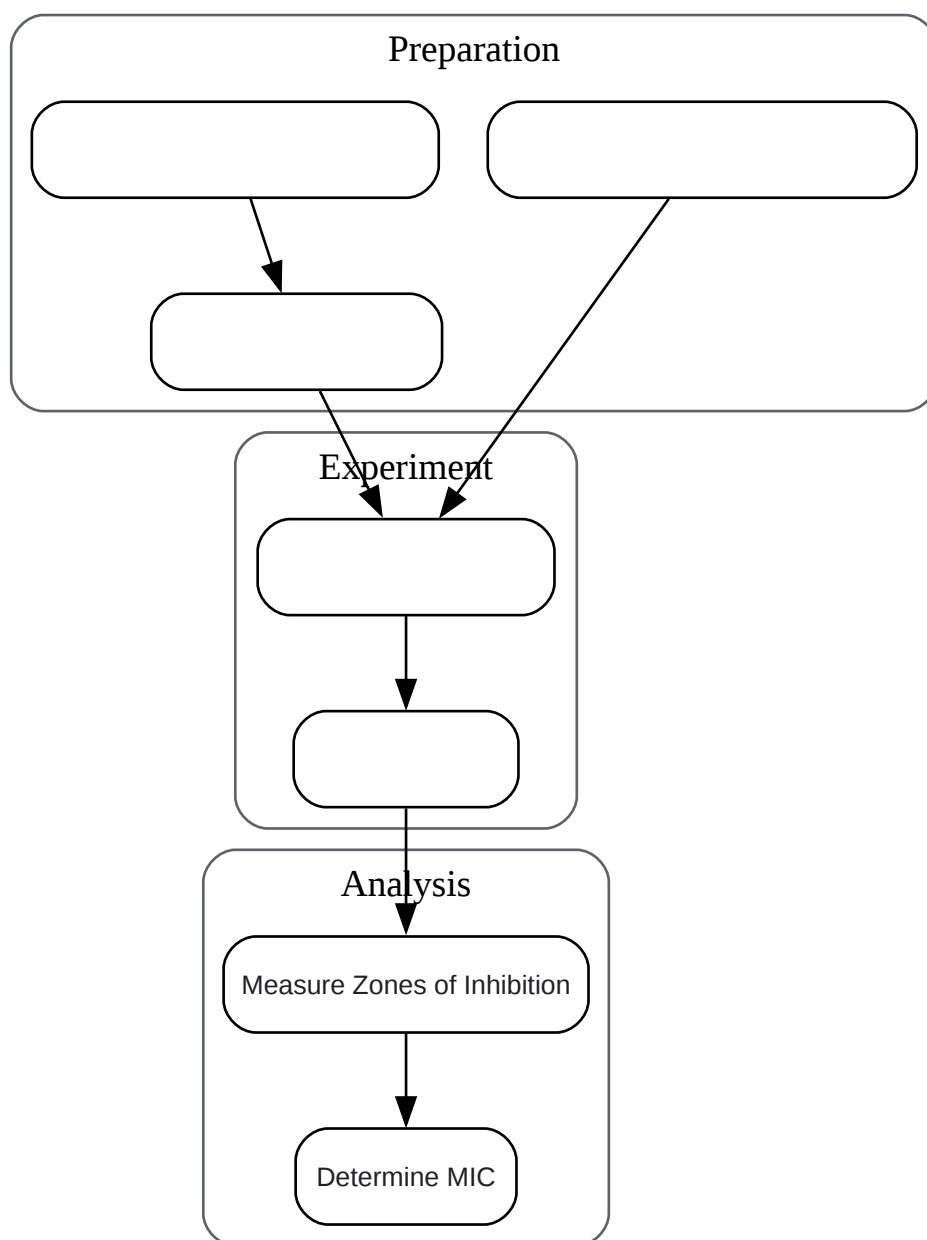 Preparation
Experiment
Analysis
Measure Zones of Inhibition
Determine MIC